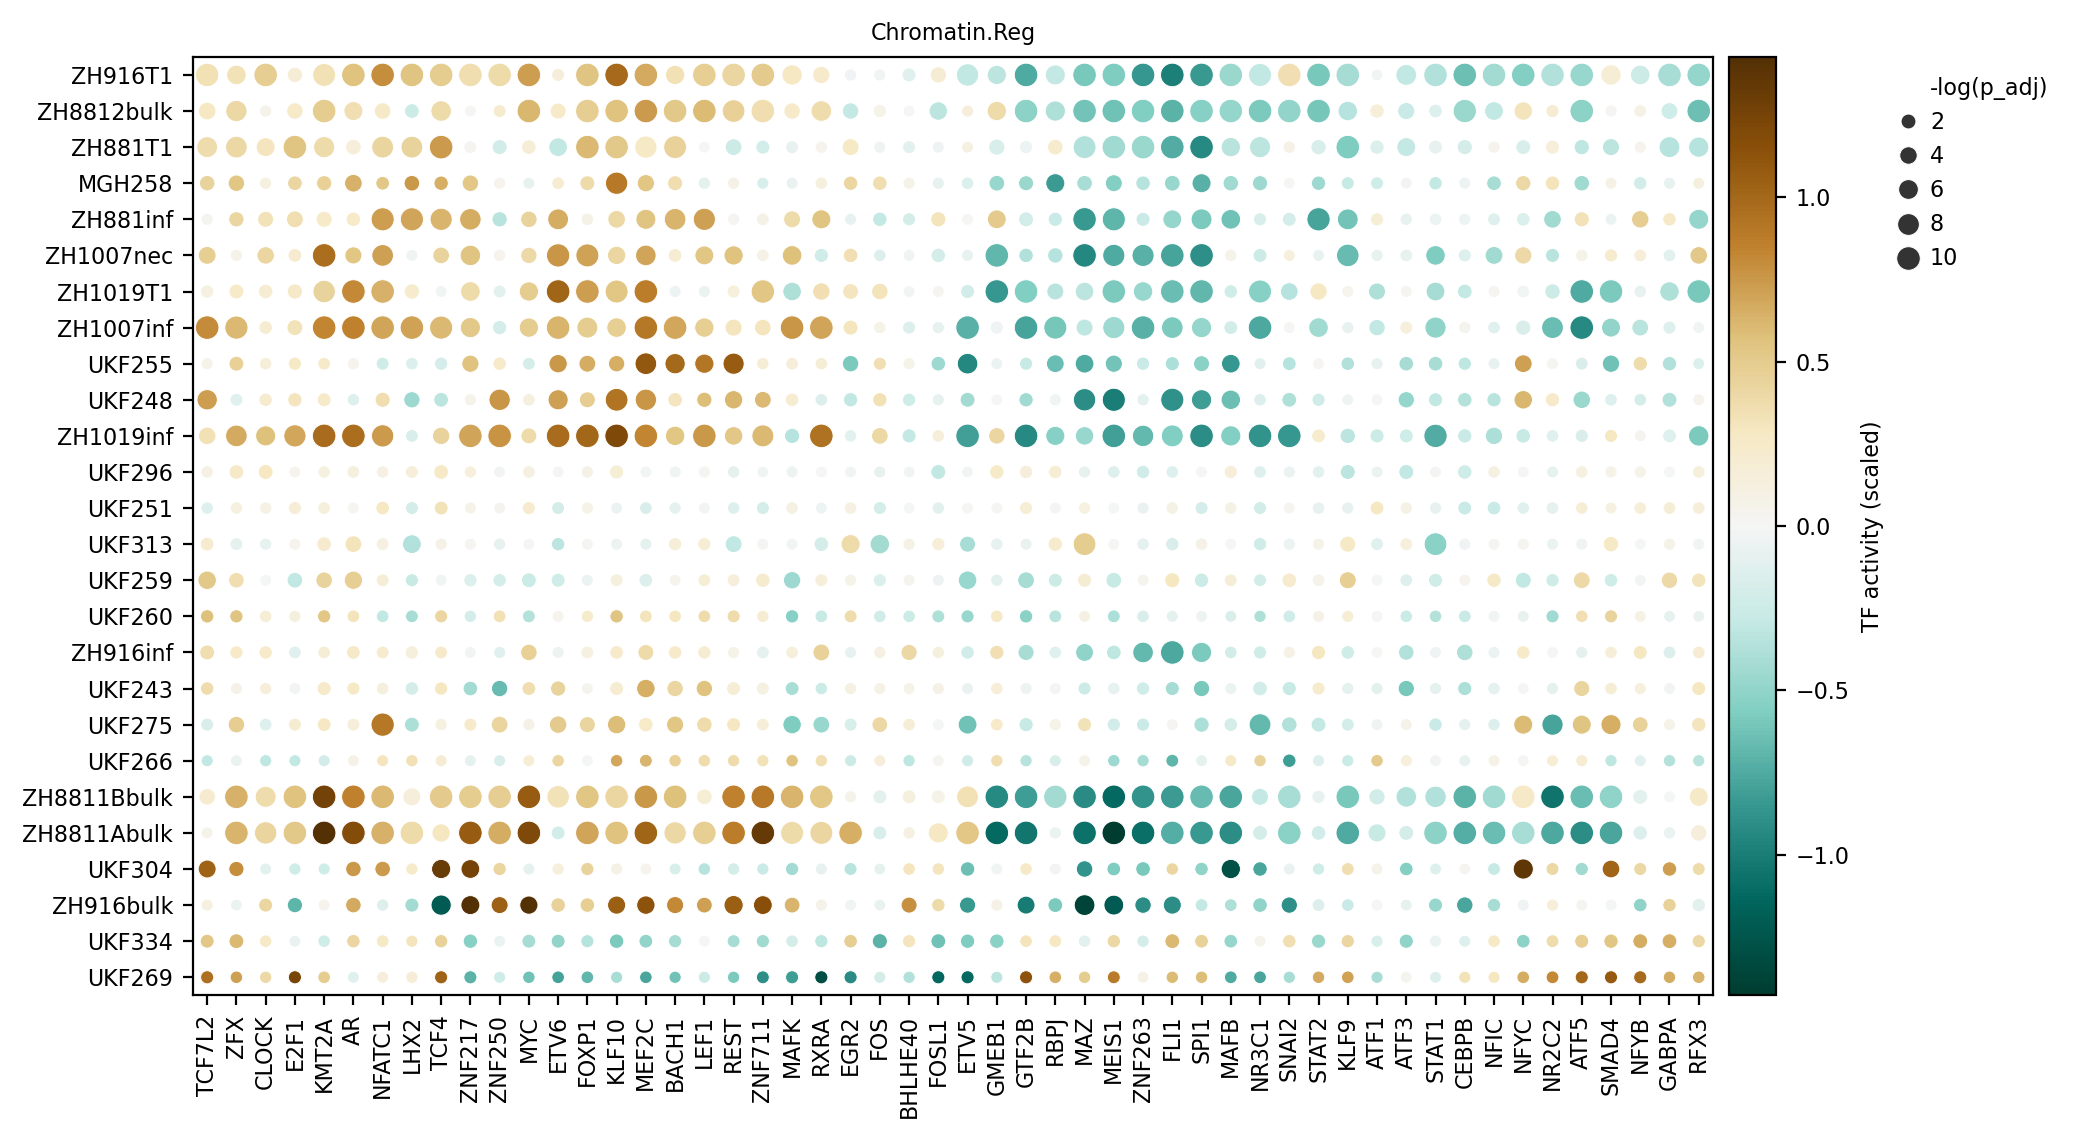 Chromatin.Reg
ZH916T1
ZH8812bulk
ZH881T1
MGH258
ZH881inf
ZH1007nec
ZH1019T1
ZH1007inf
UKF255
UKF248
ZH1019inf
UKF296
UKF251
UKF313
UKF259
UKF260
ZH916inf
UKF243
UKF275
UKF266
ZH8811Bbulk
ZH8811Abulk
UKF304
ZH916bulk
UKF334
UKF269
TCF7L2
ZFX
CLOCK
E2F1
KMT2A
AR
NFATC1
LHX2
TCF4
ZNF217
ZNF250
MYC
ETV6
FOXP1
KLF10
MEF2C
BACH1
LEF1
REST
ZNF711
MAFK
RXRA
EGR2
FOS
BHLHE40
FOSL1
ETV5
GMEB1
GTF2B
RBPJ
MAZ
MEIS1
ZNF263
FLI1
SPI1
MAFB
NR3C1
SNAI2
STAT2
KLF9
ATF1
ATF3
STAT1
CEBPB
NFIC
NFYC
NR2C2
ATF5
SMAD4
NFYB
GABPA
RFX3
1.0
0.5
0.0
−0.5
−1.0
TF activity (scaled)
-log(p_adj)
2
4
6
8
10